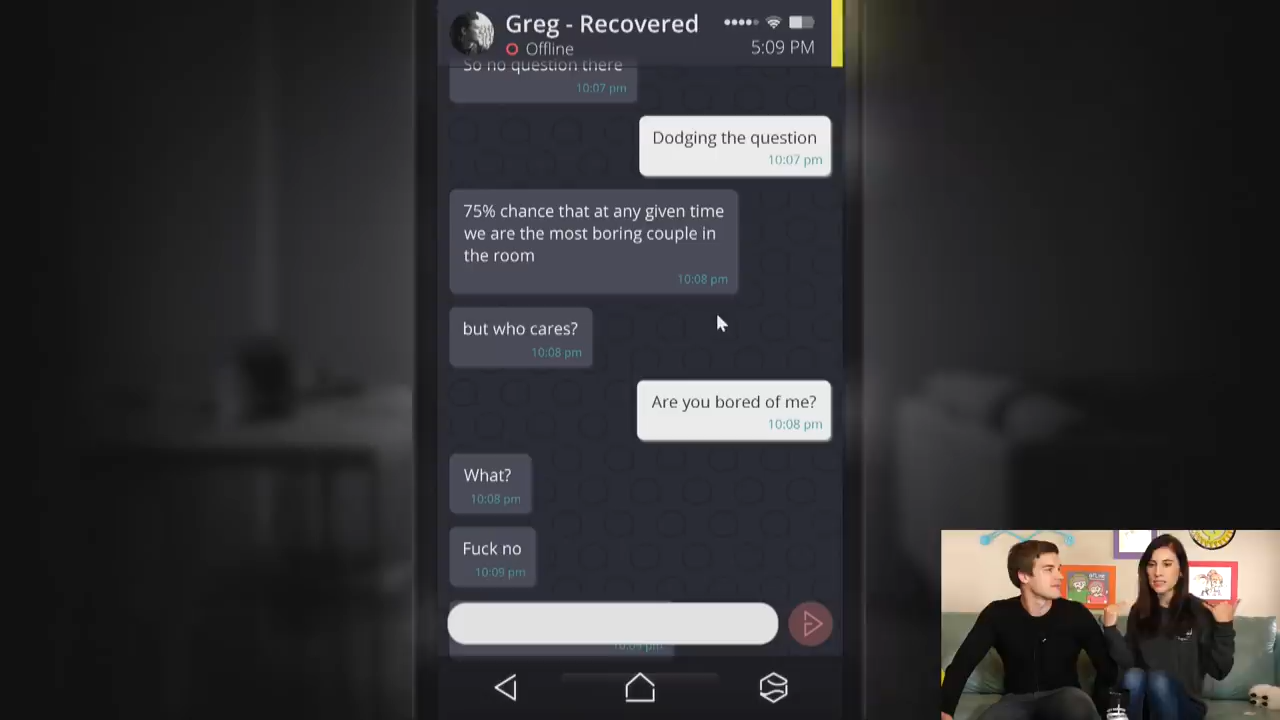 Greg - Recovered
Offline
5:09 PM
So no question there
10:07 pm
Dodging the question
10:07 pm
75% chance that at any given time
we are the most boring couple in
the room
10:08 pm
but who cares?
10:08 pm
Are you bored of me?
10:08 pm
What?
10:08 pm
Fuck no
10:09 pm
10:09 pm